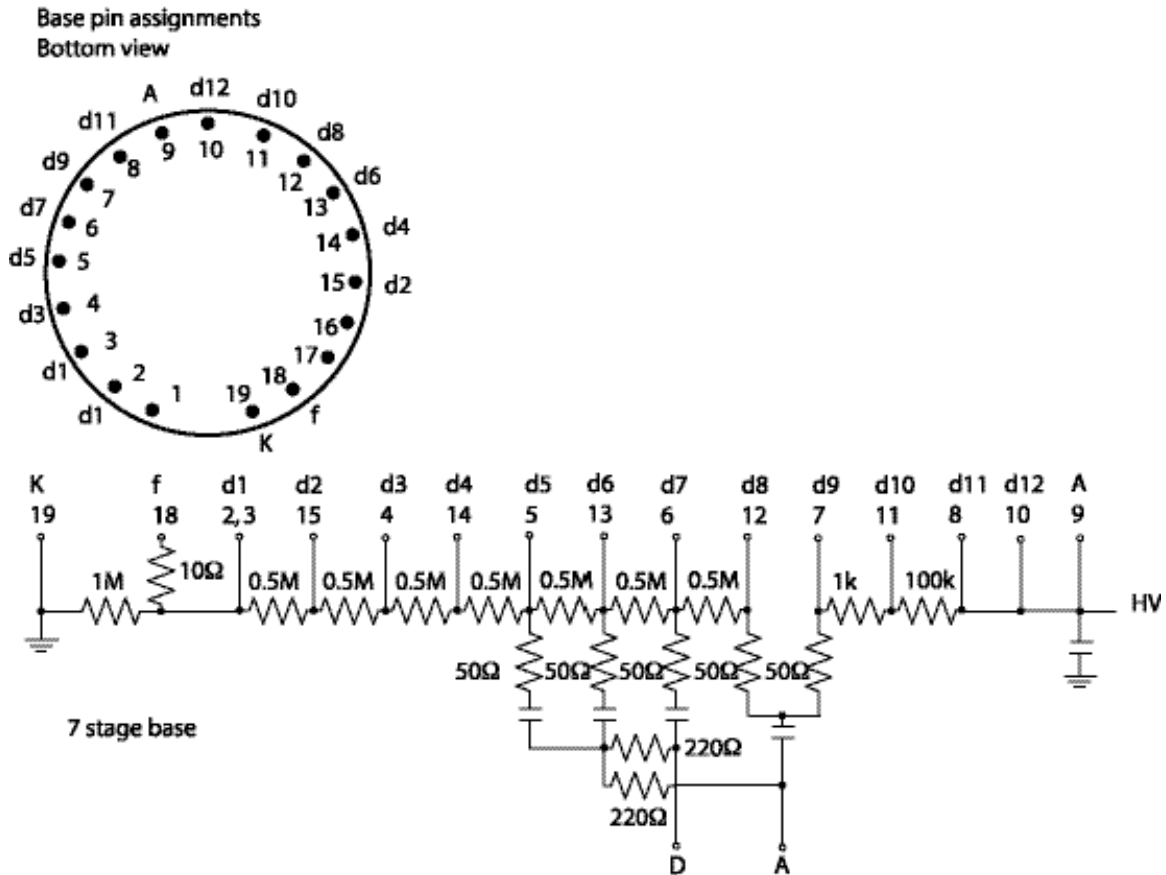 Base pin assignments
Bottom view
A d12 d10
d11 d8
d9 d6
d7 d4
d5 d2
d3
d1
d1 f
K
9 10 11
8 12
7 13
6 14
5 15
4 16
3 17
2 18
1 19
K f d1 d2 d3 d4 d5 d6 d7 d8 d9 d10 d11 d12 A
19 18 2,3 15 4 14 5 13 6 12 7 11 8 10 9
1M 10Ω 0.5M 0.5M 0.5M 0.5M 0.5M 0.5M 0.5M 1k 100k HV
50Ω 50Ω 50Ω 50Ω 50Ω
7 stage base
220Ω
220Ω
D A